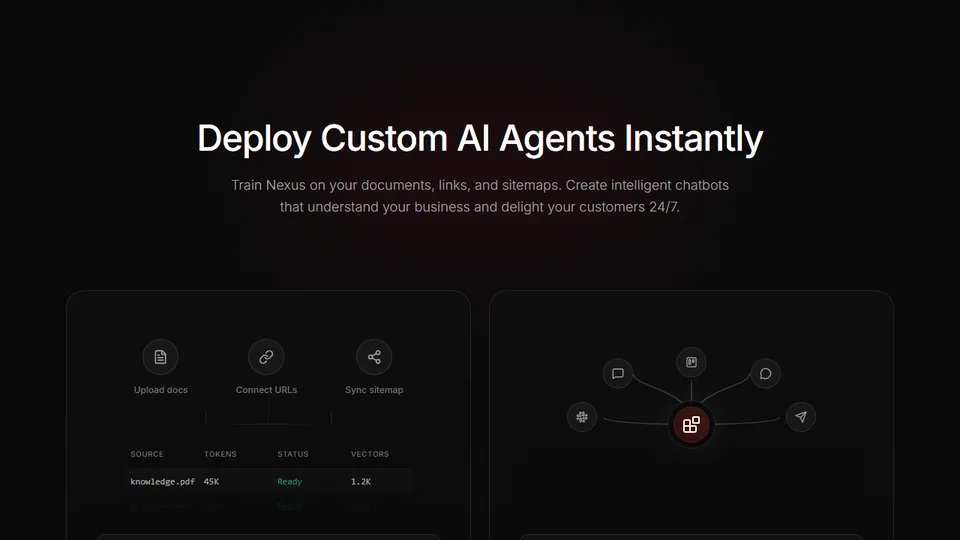 Deploy Custom AI Agents Instantly
Train Nexus on your documents, links, and sitemaps. Create intelligent chatbots
that understand your business and delight your customers 24/7.
Upload docs
Connect URLs
Sync sitemap
SOURCE TOKENS STATUS VECTORS
knowledge.pdf 45K Ready 1.2K
Ready